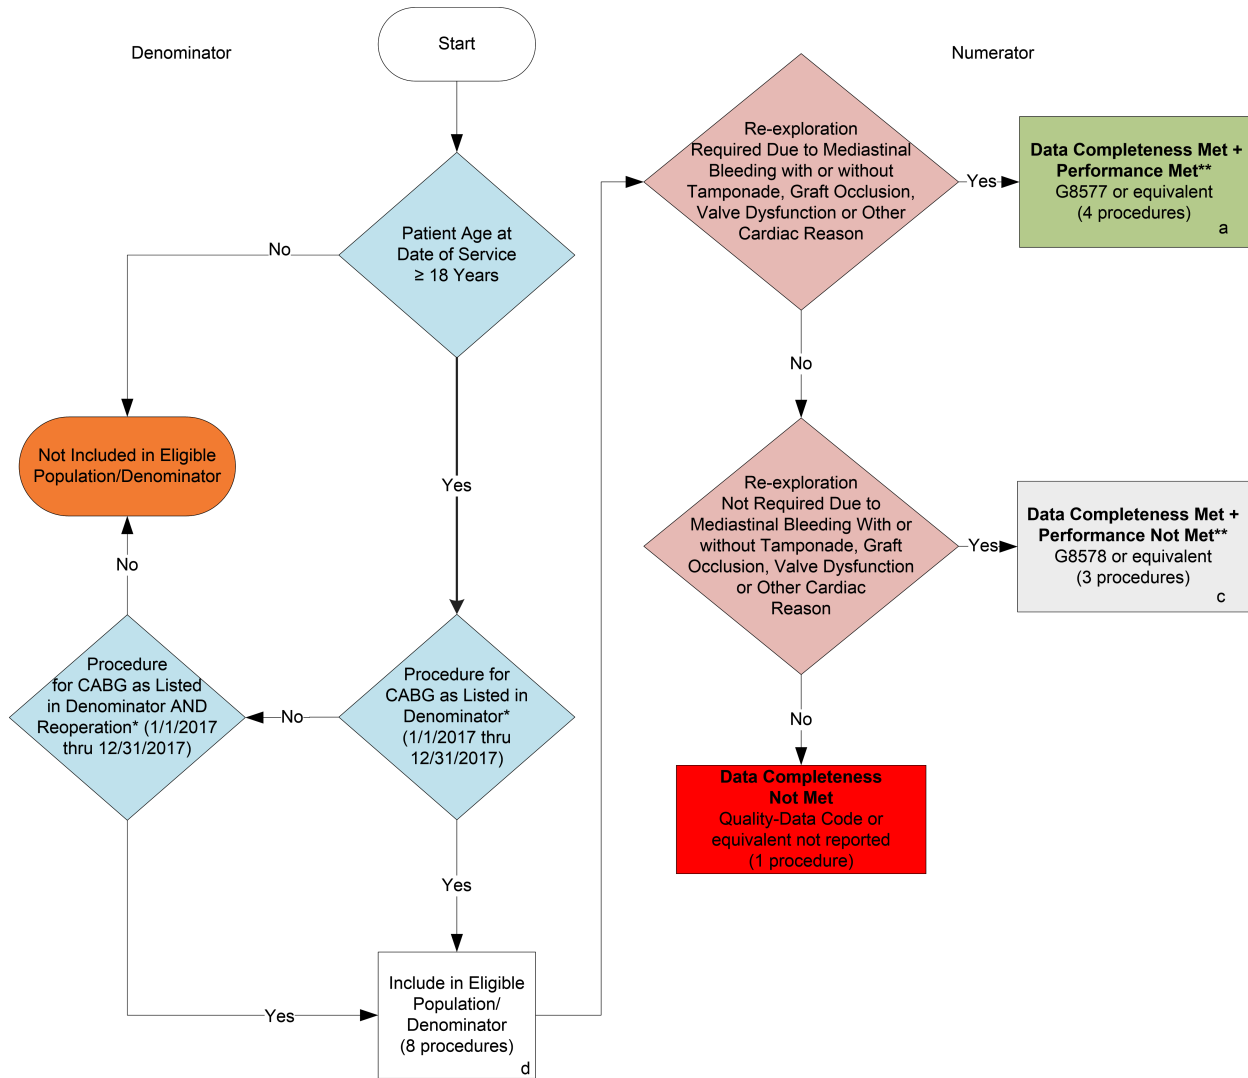 Denominator
Start
Numerator
Patient Age at
Date of Service
≥ 18 Years
No
Yes
Not Included in Eligible
Population/Denominator
No
Procedure
for CABG as Listed
in Denominator AND
Reoperation* (1/1/2017
thru 12/31/2017)
No
Procedure for
CABG as Listed in
Denominator*
(1/1/2017 thru
12/31/2017)
Yes
Yes
Include in Eligible
Population/
Denominator
(8 procedures)
d
Re-exploration
Required Due to Mediastinal
Bleeding with or without
Tamponade, Graft Occlusion,
Valve Dysfunction or Other
Cardiac Reason
Yes
Data Completeness Met +
Performance Met**
G8577 or equivalent
(4 procedures)
a
No
Re-exploration
Not Required Due to
Mediastinal Bleeding With or
without Tamponade, Graft
Occlusion, Valve Dysfunction
or Other Cardiac
Reason
Yes
Data Completeness Met +
Performance Not Met**
G8578 or equivalent
(3 procedures)
c
No
Data Completeness
Not Met
Quality-Data Code or
equivalent not reported
(1 procedure)